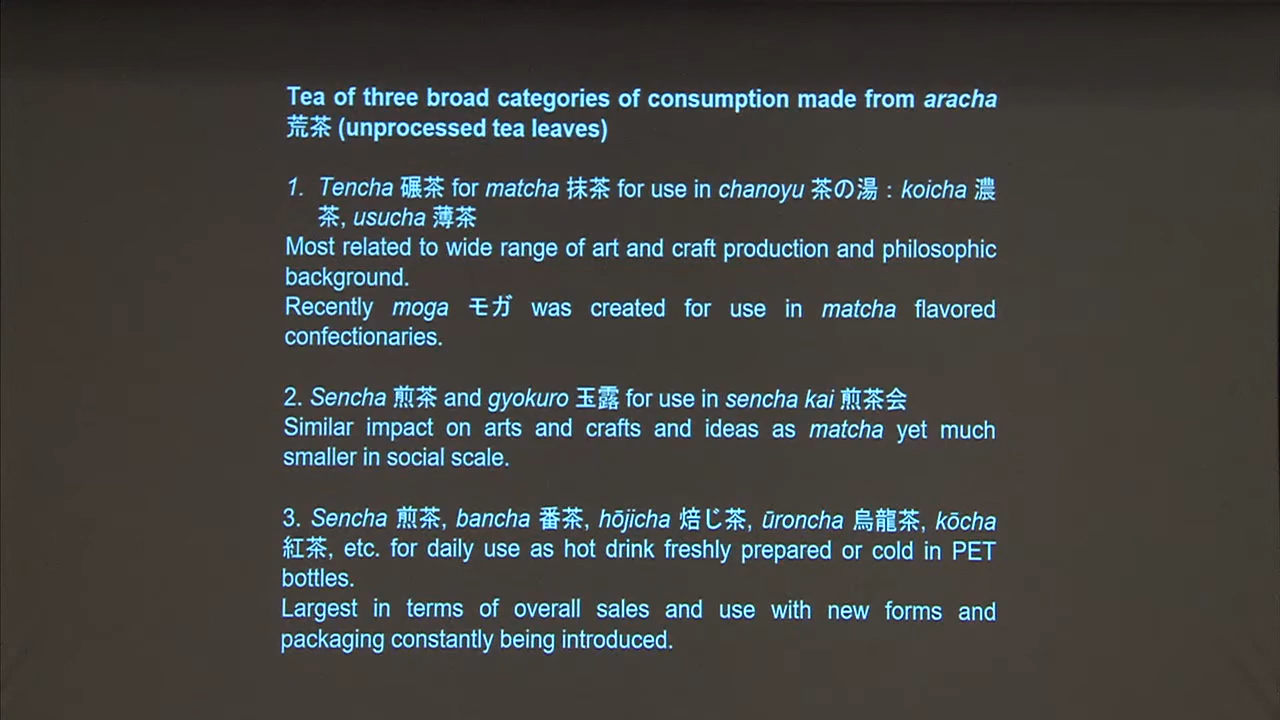 Tea of three broad categories of consumption made from aracha
荒茶 (unprocessed tea leaves)
1. Tencha 碾茶 for matcha 抹茶 for use in chanoyu 茶の湯 : koicha 濃
茶, usucha 薄茶
Most related to wide range of art and craft production and philosophic
background.
Recently moga モガ was created for use in matcha flavored
confectionaries.
2. Sencha 煎茶 and gyokuro 玉露 for use in sencha kai 煎茶会
Similar impact on arts and crafts and ideas as matcha yet much
smaller in social scale.
3. Sencha 煎茶, bancha 番茶, hōjicha 焙じ茶, ūroncha 烏龍茶, kōcha
紅茶, etc. for daily use as hot drink freshly prepared or cold in PET
bottles.
Largest in terms of overall sales and use with new forms and
packaging constantly being introduced.